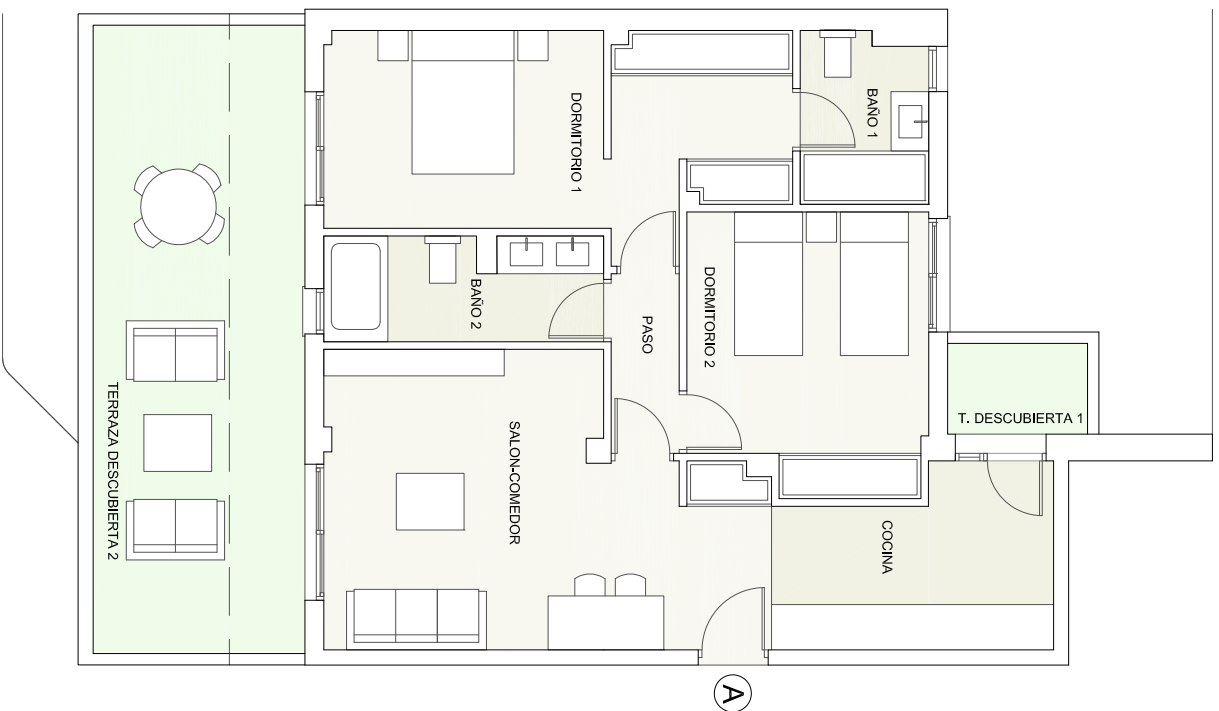 DORMITORIO 1
BAÑO 1
BAÑO 2
PASO
DORMITORIO 2
T. DESCUBIERTA 1
TERRAZA DESCUBIERTA 2
SALON-COMEDOR
COCINA
A